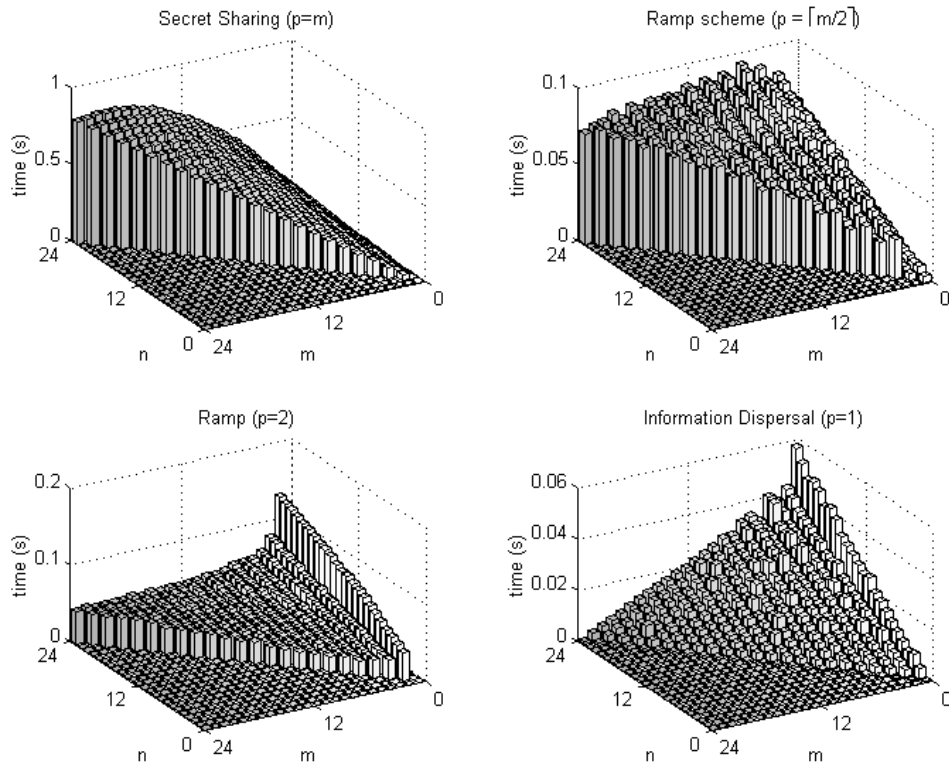 Secret Sharing (p=m)
1
0.5
0
time (s)
24
12
0
n
24
12
0
m
Ramp scheme (p = ⌈m/2⌉)
0.1
0.05
0
time (s)
24
12
0
n
24
12
0
m
Ramp (p=2)
0.2
0.1
0
time (s)
24
12
0
n
24
12
0
m
Information Dispersal (p=1)
0.06
0.04
0.02
0
time (s)
24
12
0
n
24
12
0
m